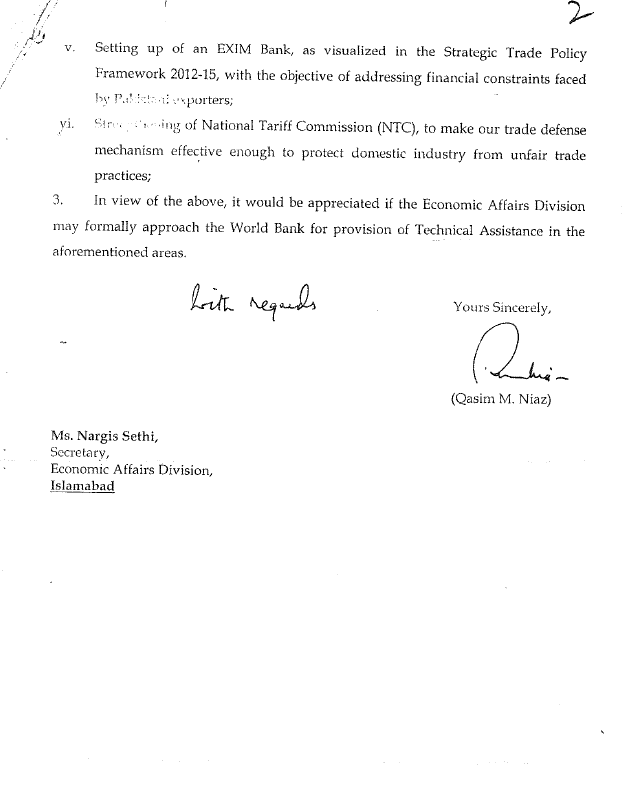 2
v. Setting up of an EXIM Bank, as visualized in the Strategic Trade Policy
Framework 2012-15, with the objective of addressing financial constraints faced
by exporters;
vi. of National Tariff Commission (NTC), to make our trade defense
mechanism effective enough to protect domestic industry from unfair trade
practices;
3. In view of the above, it would be appreciated if the Economic Affairs Division
may formally approach the World Bank for provision of Technical Assistance in the
aforementioned areas.
with regards
Yours Sincerely,
(Qasim M. Niaz)
Ms. Nargis Sethi,
Secretary,
Economic Affairs Division,
Islamabad